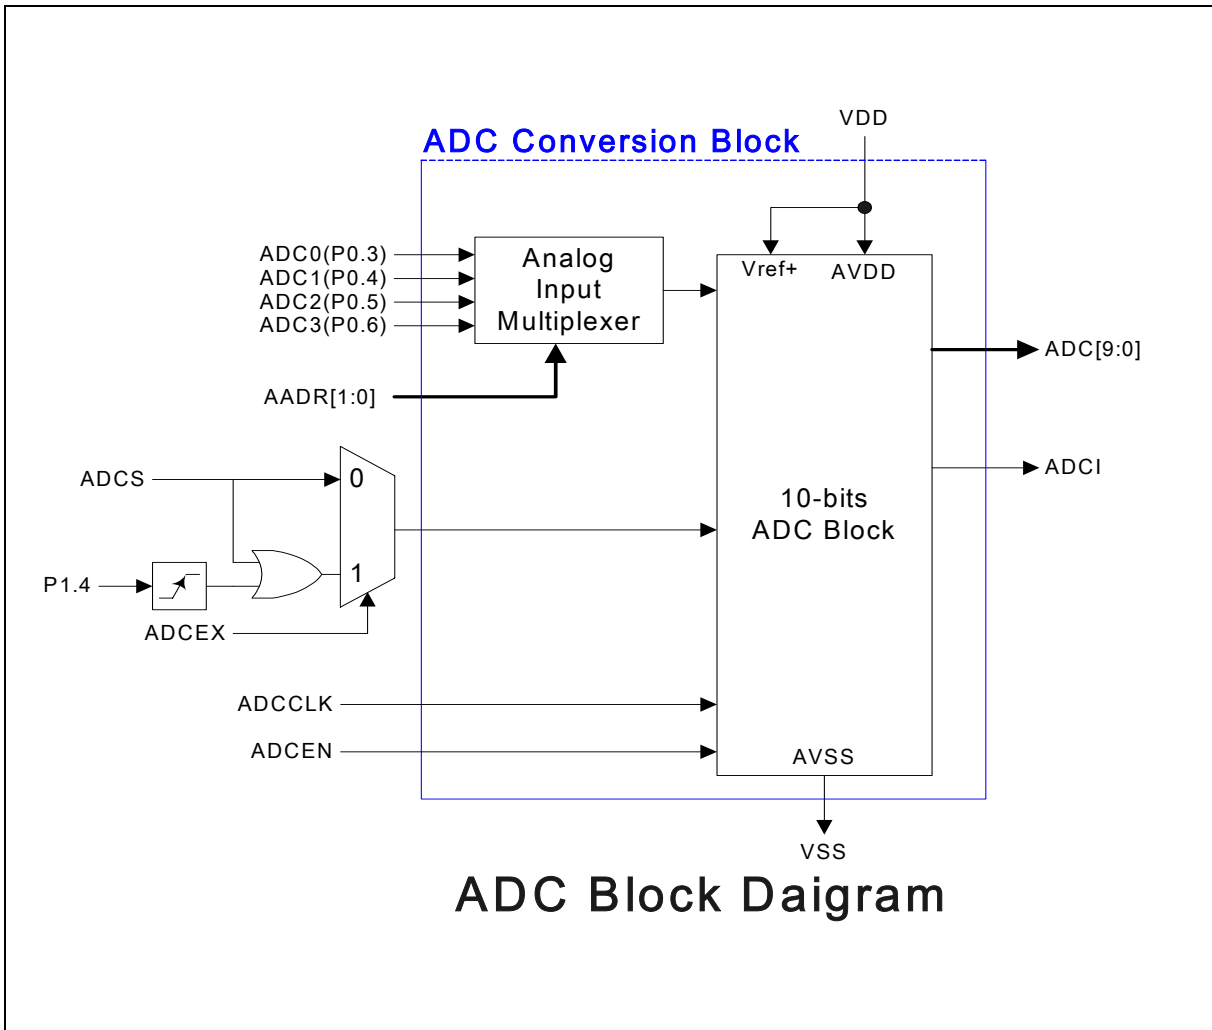 VDD
ADC Conversion Block
ADC0(P0.3)
ADC1(P0.4)
ADC2(P0.5)
ADC3(P0.6)
Analog
Input
Multiplexer
Vref+
AVDD
AADR[1:0]
ADC[9:0]
ADCS
0
ADCI
10-bits
ADC Block
P1.4
1
ADCEX
ADCCLK
ADCEN
AVSS
VSS
ADC Block Daigram